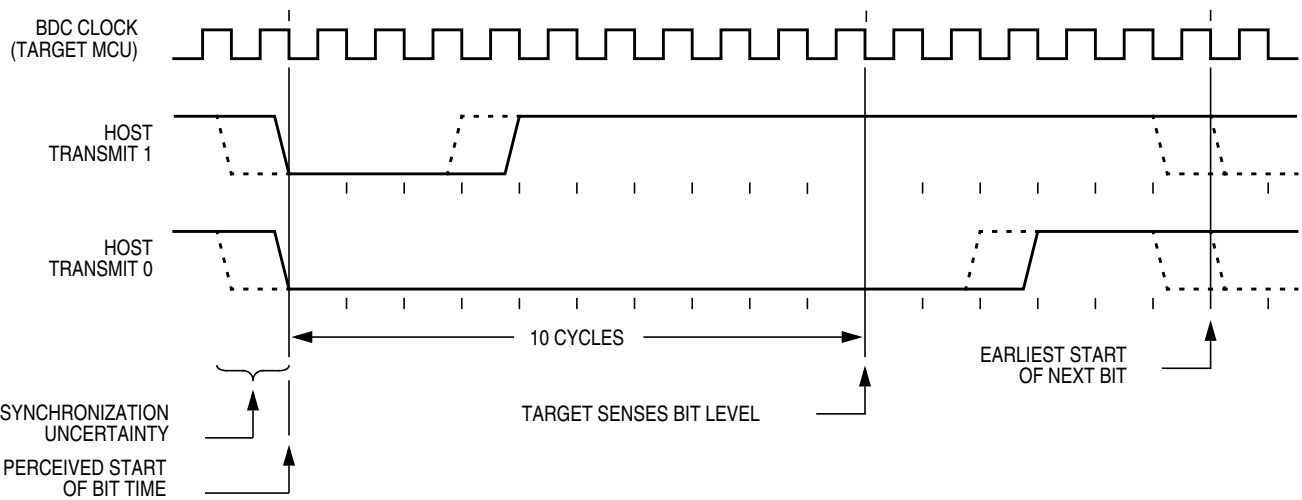 BDC CLOCK
(TARGET MCU)
HOST
TRANSMIT 1
HOST
TRANSMIT 0
10 CYCLES
EARLIEST START
OF NEXT BIT
SYNCHRONIZATION
UNCERTAINTY
TARGET SENSES BIT LEVEL
PERCEIVED START
OF BIT TIME